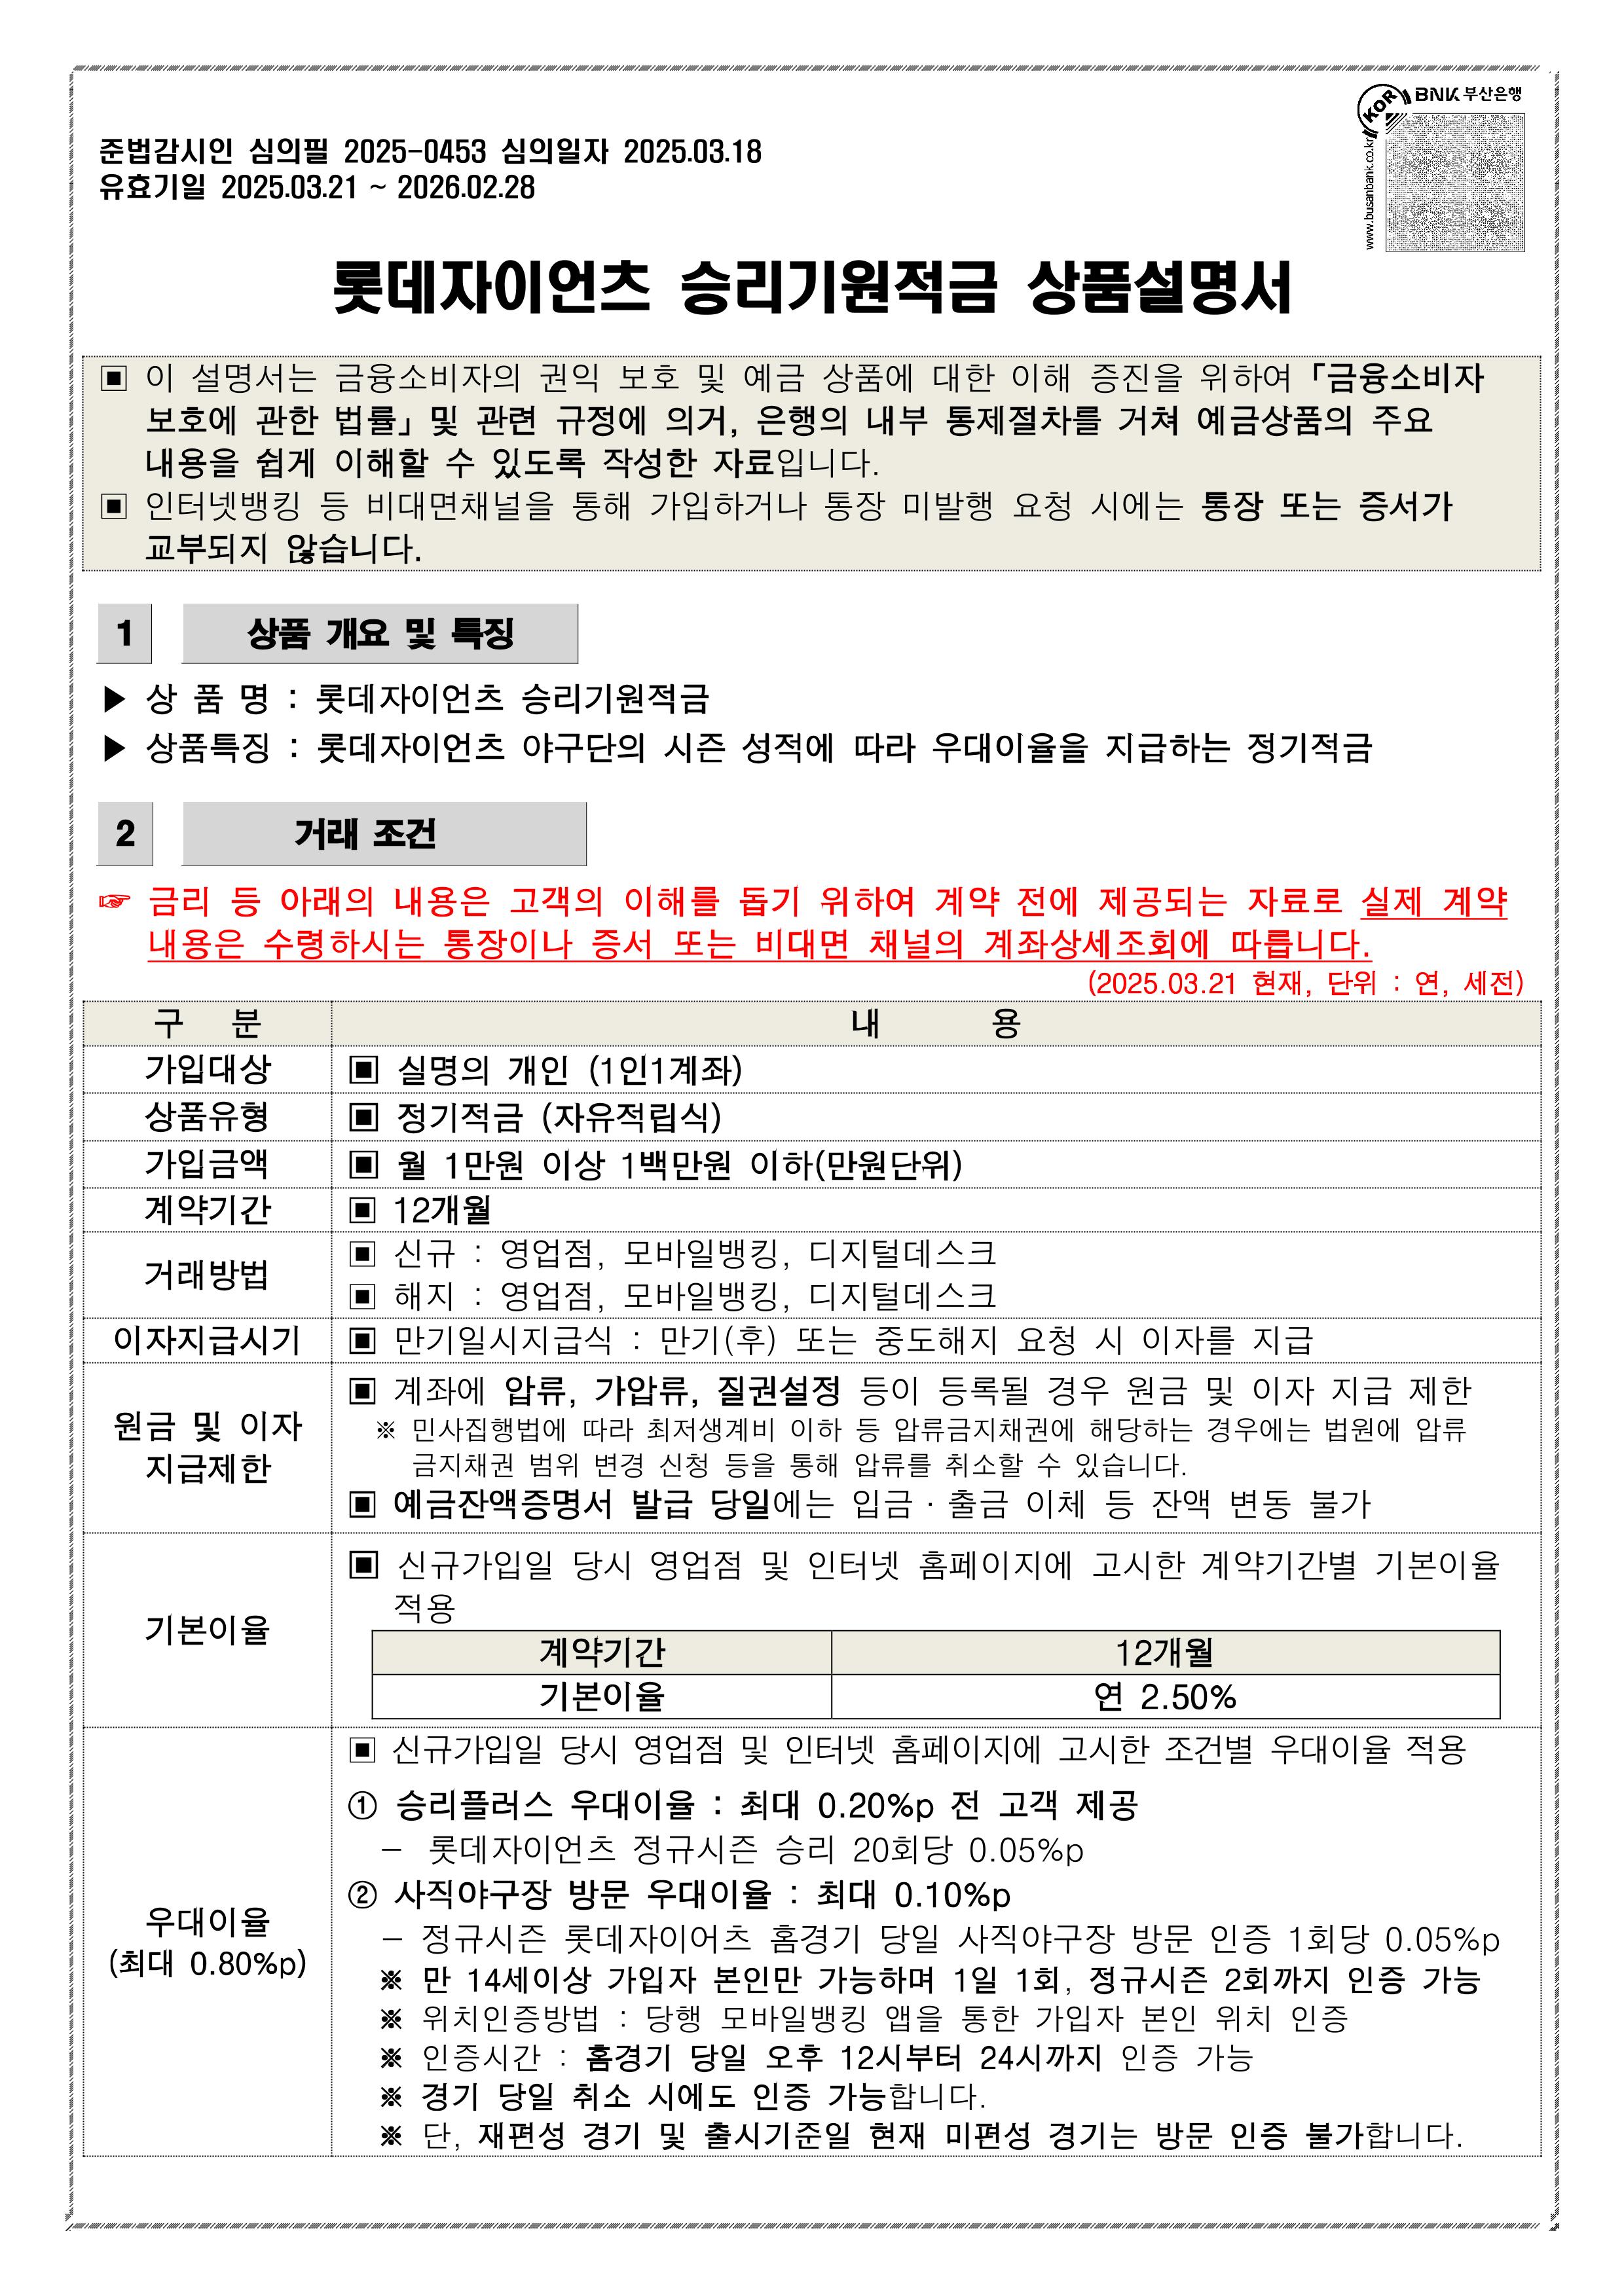 KOR BNK 부산은행
www.busanbank.co.kr
준법감시인 심의필 2025-0453 심의일자 2025.03.18
유효기일 2025.03.21 ~ 2026.02.28
롯데자이언츠 승리기원적금 상품설명서
▣ 이 설명서는 금융소비자의 권익 보호 및 예금 상품에 대한 이해 증진을 위하여 「금융소비자
보호에 관한 법률」 및 관련 규정에 의거, 은행의 내부 통제절차를 거쳐 예금상품의 주요
내용을 쉽게 이해할 수 있도록 작성한 자료입니다.
▣ 인터넷뱅킹 등 비대면채널을 통해 가입하거나 통장 미발행 요청 시에는 통장 또는 증서가
교부되지 않습니다.
1 상품 개요 및 특징
▶ 상 품 명 : 롯데자이언츠 승리기원적금
▶ 상품특징 : 롯데자이언츠 야구단의 시즌 성적에 따라 우대이율을 지급하는 정기적금
2 거래 조건
☞ 금리 등 아래의 내용은 고객의 이해를 돕기 위하여 계약 전에 제공되는 자료로 실제 계약
내용은 수령하시는 통장이나 증서 또는 비대면 채널의 계좌상세조회에 따릅니다.
(2025.03.21 현재, 단위 : 연, 세전)
구 분 내 용
가입대상 ▣ 실명의 개인 (1인1계좌)
상품유형 ▣ 정기적금 (자유적립식)
가입금액 ▣ 월 1만원 이상 1백만원 이하(만원단위)
계약기간 ▣ 12개월
거래방법 ▣ 신규 : 영업점, 모바일뱅킹, 디지털데스크
▣ 해지 : 영업점, 모바일뱅킹, 디지털데스크
이자지급시기 ▣ 만기일시지급식 : 만기(후) 또는 중도해지 요청 시 이자를 지급
원금 및 이자
지급제한
▣ 계좌에 압류, 가압류, 질권설정 등이 등록될 경우 원금 및 이자 지급 제한
※ 민사집행법에 따라 최저생계비 이하 등 압류금지채권에 해당하는 경우에는 법원에 압류
금지채권 범위 변경 신청 등을 통해 압류를 취소할 수 있습니다.
▣ 예금잔액증명서 발급 당일에는 입금·출금 이체 등 잔액 변동 불가
기본이율
▣ 신규가입일 당시 영업점 및 인터넷 홈페이지에 고시한 계약기간별 기본이율
적용
계약기간 12개월
기본이율 연 2.50%
우대이율
(최대 0.80%p)
▣ 신규가입일 당시 영업점 및 인터넷 홈페이지에 고시한 조건별 우대이율 적용
① 승리플러스 우대이율 : 최대 0.20%p 전 고객 제공
- 롯데자이언츠 정규시즌 승리 20회당 0.05%p
② 사직야구장 방문 우대이율 : 최대 0.10%p
- 정규시즌 롯데자이어츠 홈경기 당일 사직야구장 방문 인증 1회당 0.05%p
※ 만 14세이상 가입자 본인만 가능하며 1일 1회, 정규시즌 2회까지 인증 가능
※ 위치인증방법 : 당행 모바일뱅킹 앱을 통한 가입자 본인 위치 인증
※ 인증시간 : 홈경기 당일 오후 12시부터 24시까지 인증 가능
※ 경기 당일 취소 시에도 인증 가능합니다.
※ 단, 재편성 경기 및 출시기준일 현재 미편성 경기는 방문 인증 불가합니다.